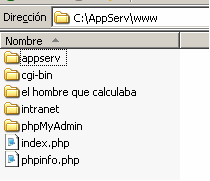 Dirección C:\AppServ\www
Nombre
appserv
cgi-bin
el hombre que calculaba
intranet
phpMyAdmin
index.php
phpinfo.php